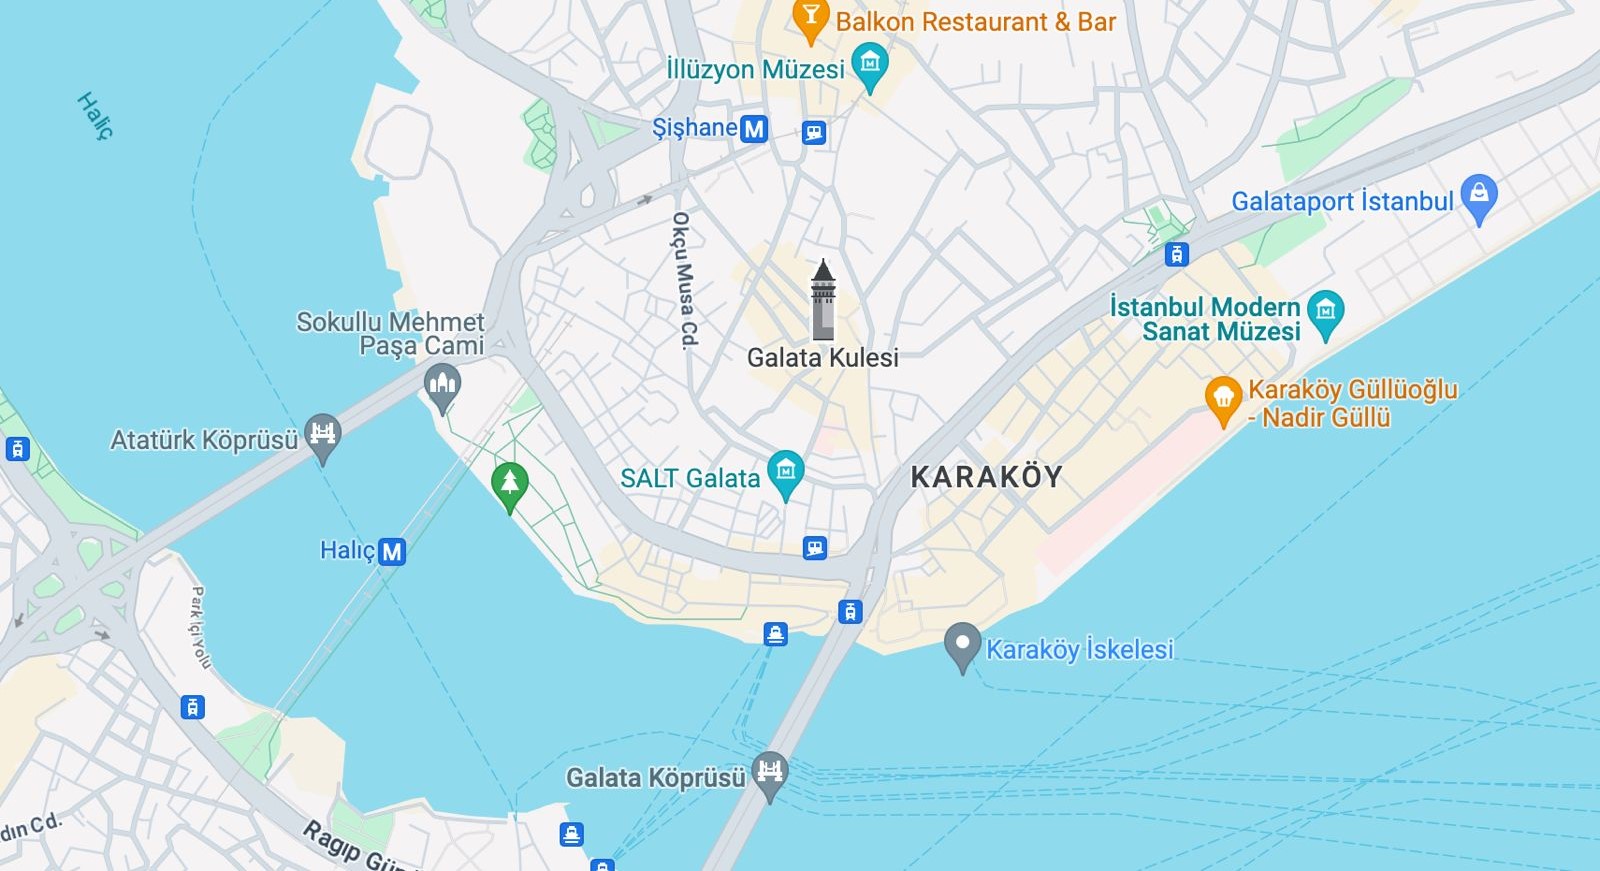 Balkon Restaurant & Bar
İllüzyon Müzesi
Haliç
Şişhane M
Galataport İstanbul
Okçu Musa Cd.
İstanbul Modern
Sanat Müzesi
Sokullu Mehmet
Paşa Cami
Galata Kulesi
Karaköy Güllüoğlu
- Nadir Güllü
Atatürk Köprüsü
SALT Galata
KARAKÖY
Haliç M
Park İçi Yolu
Karaköy İskelesi
Galata Köprüsü
dın Cd.
Ragıp Gü